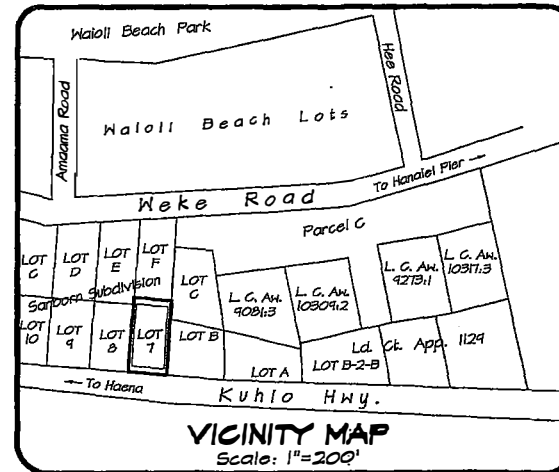 Waioli Beach Park
Hee Road
Amaama Road
Waioli Beach Lots
To Hanalei Pier →
Weke Road
Parcel C
LOT C
LOT D
LOT E
LOT F
LOT C
Sanborn Subdivision
L. C. Aw. 9081:3
L. C. Aw. 10309:2
L. C. Aw. 9273:1
L. C. Aw. 10317:3
LOT 10
LOT 9
LOT 8
LOT 7
LOT B
LOT A
LOT B-2-B
Ld. Ct. App. 1129
← To Haena
Kuhio Hwy.
VICINITY MAP
Scale: 1"=200'